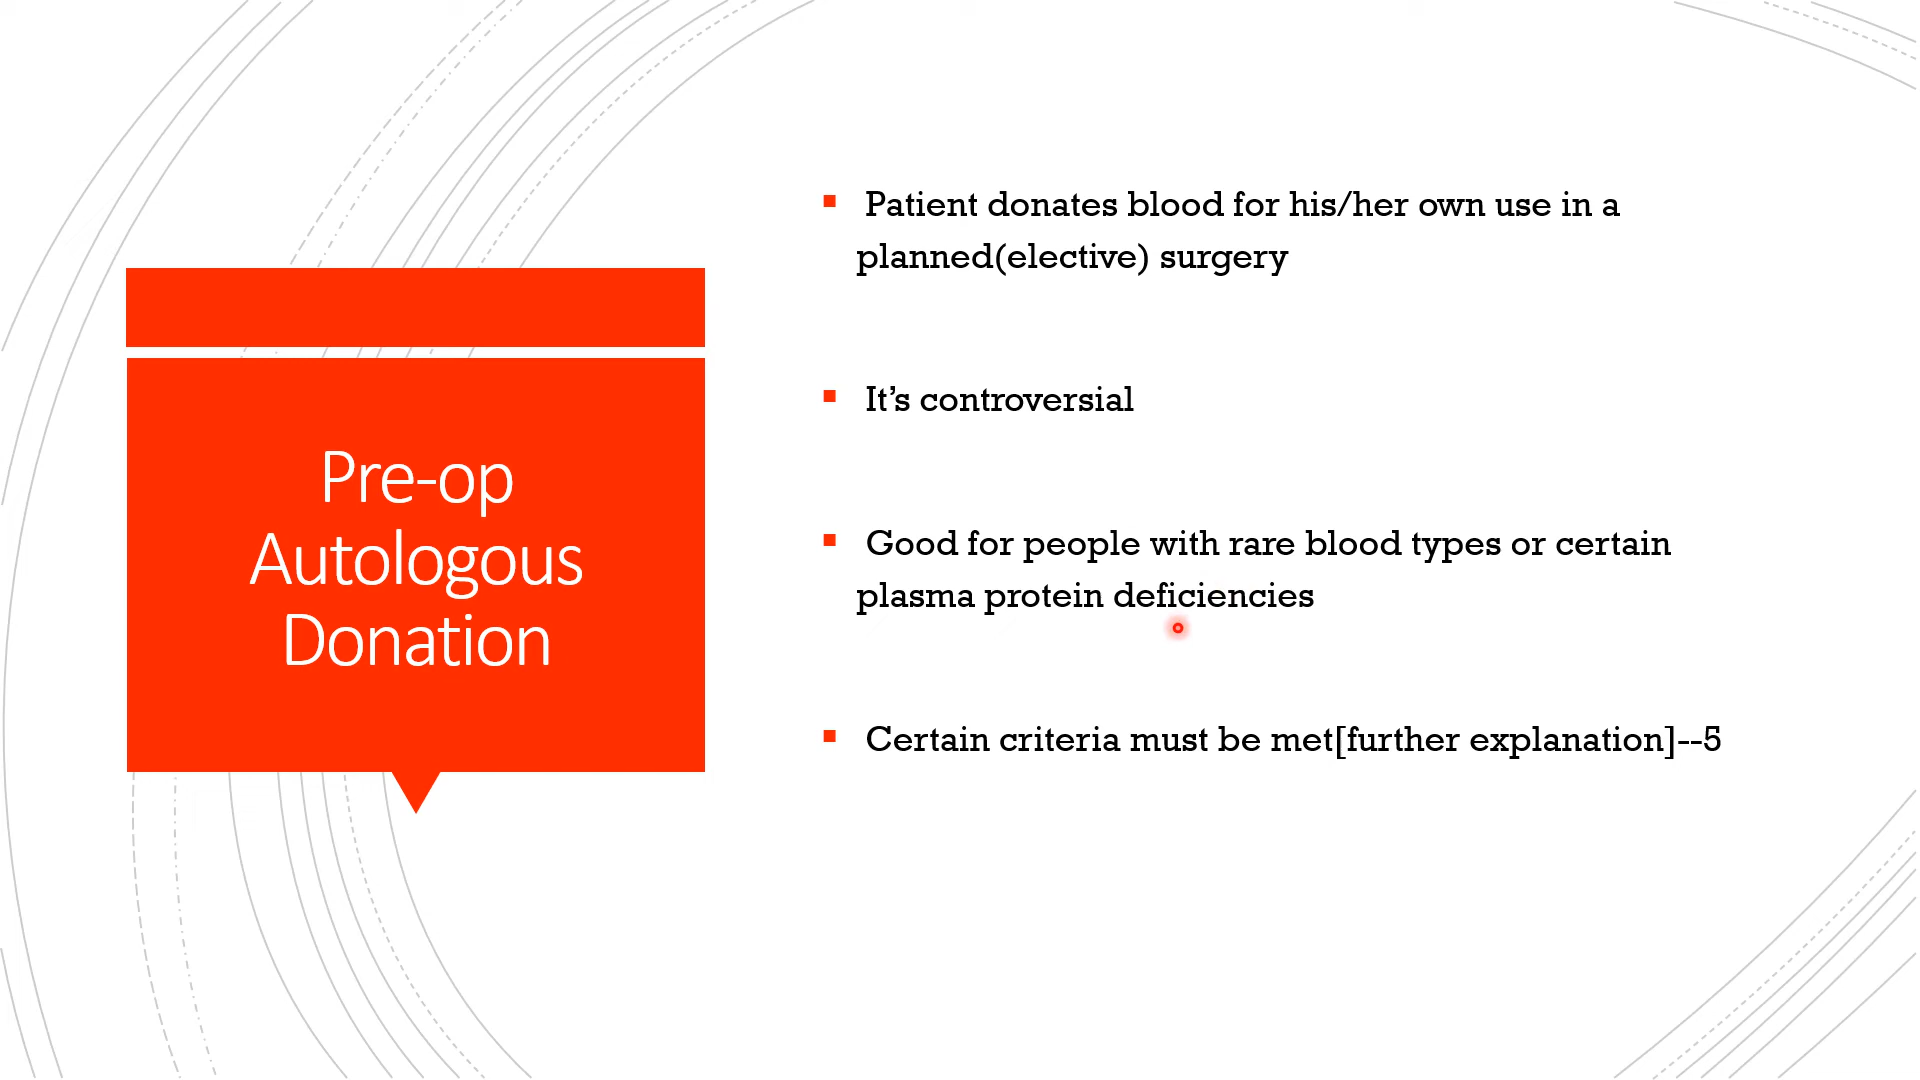 Pre-op
Autologous
Donation
Patient donates blood for his/her own use in a
planned(elective) surgery
It’s controversial
Good for people with rare blood types or certain
plasma protein deficiencies
Certain criteria must be met[further explanation]--5